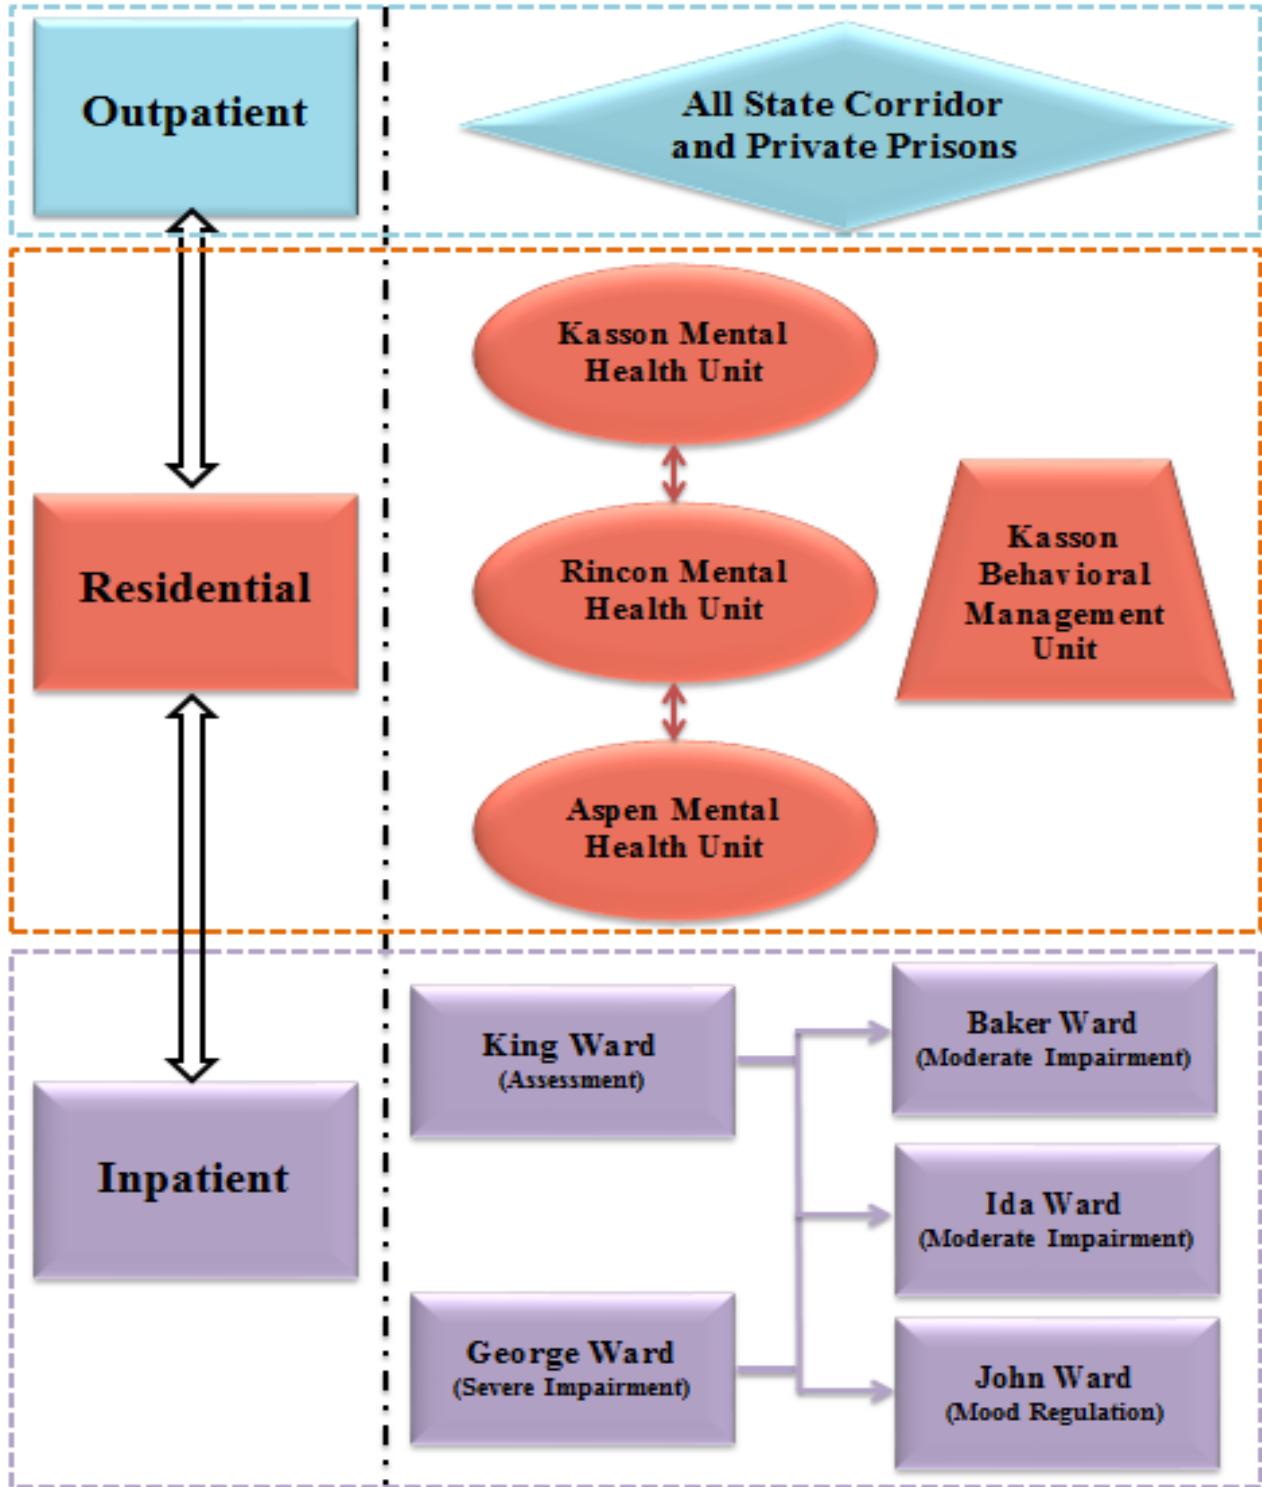 Outpatient
All State Corridor
and Private Prisons
Residential
Kasson Mental
Health Unit
Rincon Mental
Health Unit
Aspen Mental
Health Unit
Kasson
Behavioral
Management
Unit
Inpatient
King Ward
(Assessment)
George Ward
(Severe Impairment)
Baker Ward
(Moderate Impairment)
Ida Ward
(Moderate Impairment)
John Ward
(Mood Regulation)